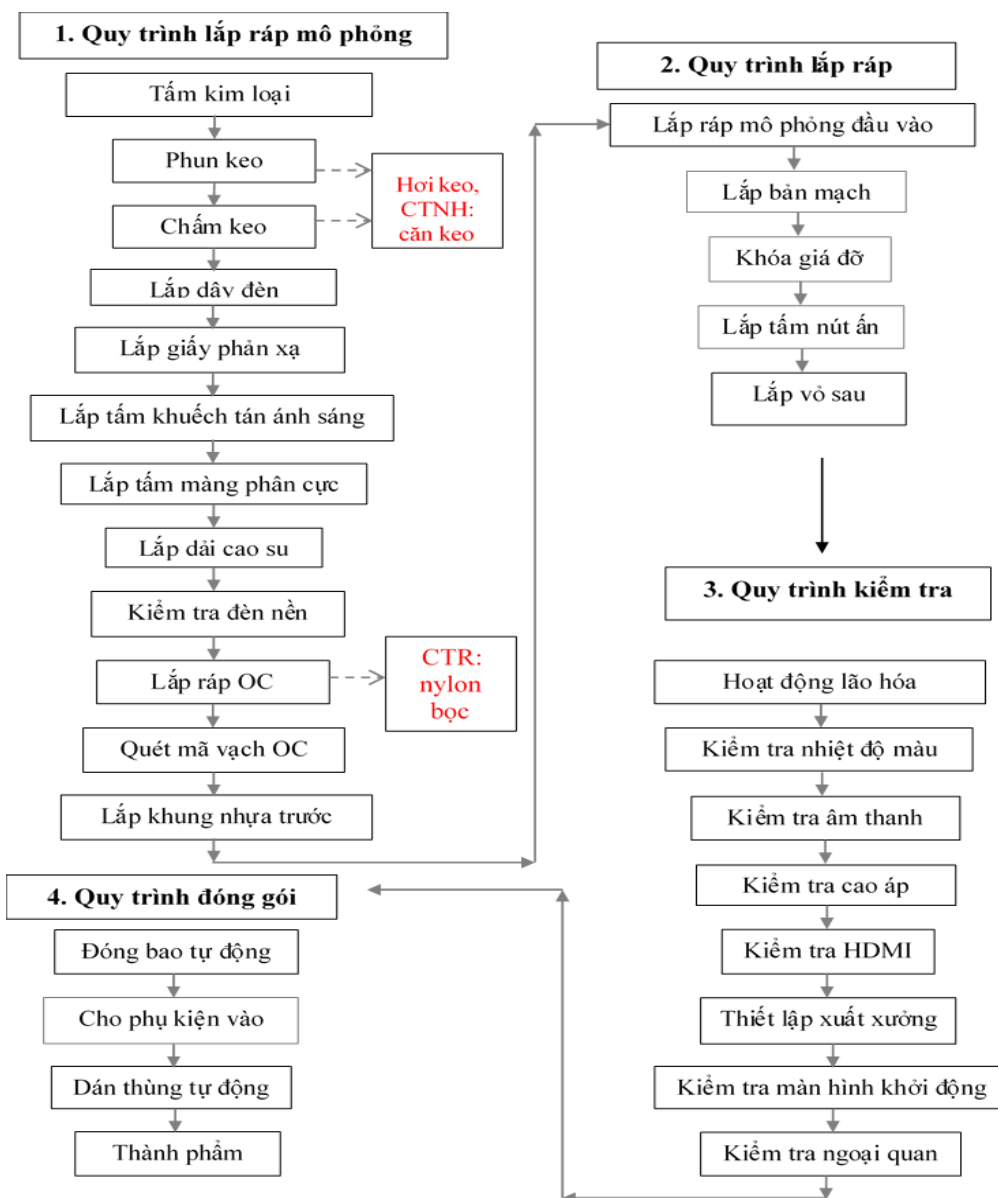 1. Quy trình lắp ráp mô phỏng
Tấm kim loại
Phun keo
Hơi keo,
CTNH:
căn keo
Chấm keo
Lắp dây đèn
Lắp giấy phản xạ
Lắp tấm khuếch tán ánh sáng
Lắp tấm màng phân cực
Lắp dải cao su
Kiểm tra đèn nền
Lắp ráp OC
CTR:
nylon
bọc
Quét mã vạch OC
Lắp khung nhựa trước
2. Quy trình lắp ráp
Lắp ráp mô phỏng đầu vào
Lắp bản mạch
Khóa giá đỡ
Lắp tấm nút ấn
Lắp vỏ sau
3. Quy trình kiểm tra
Hoạt động lão hóa
Kiểm tra nhiệt độ màu
Kiểm tra âm thanh
Kiểm tra cao áp
Kiểm tra HDMI
Thiết lập xuất xưởng
Kiểm tra màn hình khởi động
Kiểm tra ngoại quan
4. Quy trình đóng gói
Đóng bao tự động
Cho phụ kiện vào
Dán thùng tự động
Thành phẩm